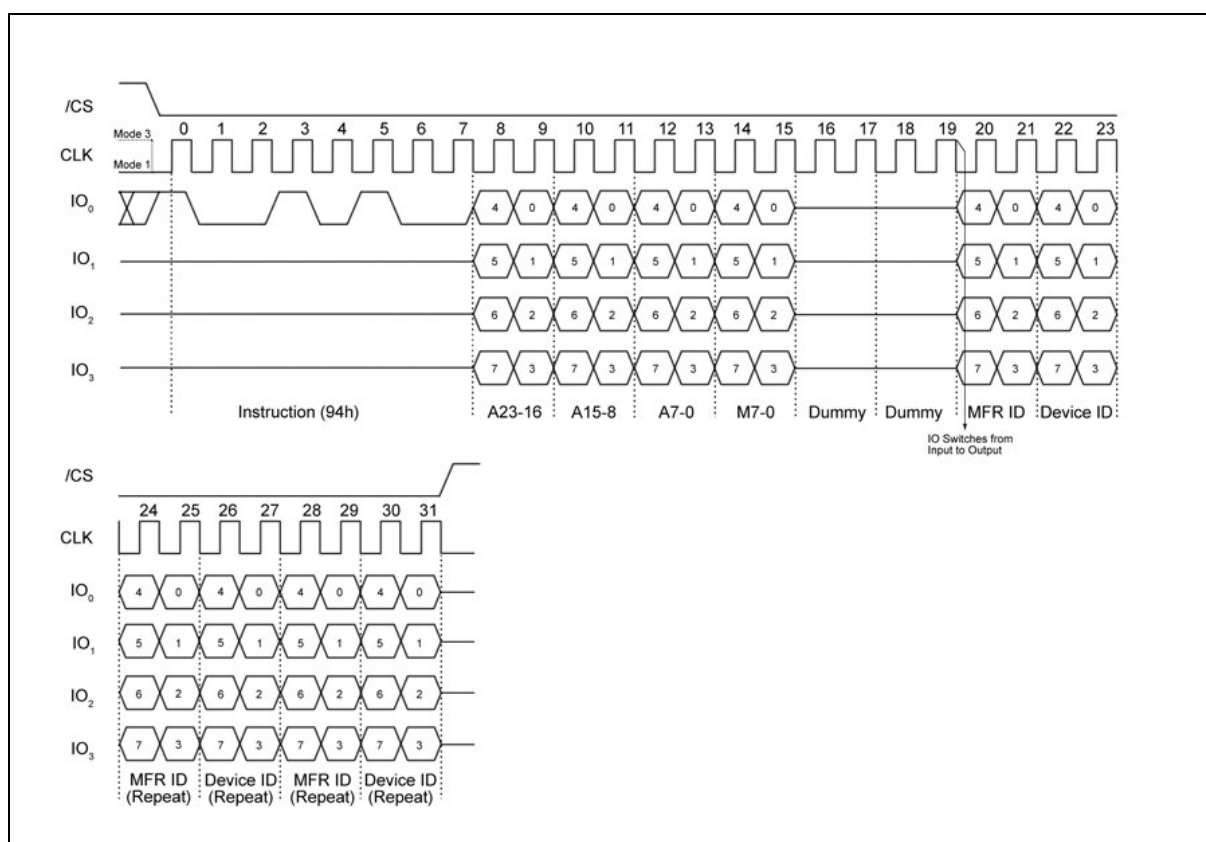 /CS
Mode 3
0 1 2 3 4 5 6 7 8 9 10 11 12 13 14 15 16 17 18 19 20 21 22 23
CLK
Mode 1
IO0 4 0 4 0 4 0 4 0 4 0 4 0
IO1 5 1 5 1 5 1 5 1 5 1 5 1
IO2 6 2 6 2 6 2 6 2 6 2 6 2
IO3 7 3 7 3 7 3 7 3 7 3 7 3
Instruction (94h) A23-16 A15-8 A7-0 M7-0 Dummy Dummy MFR ID Device ID
IO Switches from
Input to Output
/CS
24 25 26 27 28 29 30 31
CLK
IO0 4 0 4 0 4 0 4 0
IO1 5 1 5 1 5 1 5 1
IO2 6 2 6 2 6 2 6 2
IO3 7 3 7 3 7 3 7 3
MFR ID Device ID MFR ID Device ID
(Repeat) (Repeat) (Repeat) (Repeat)